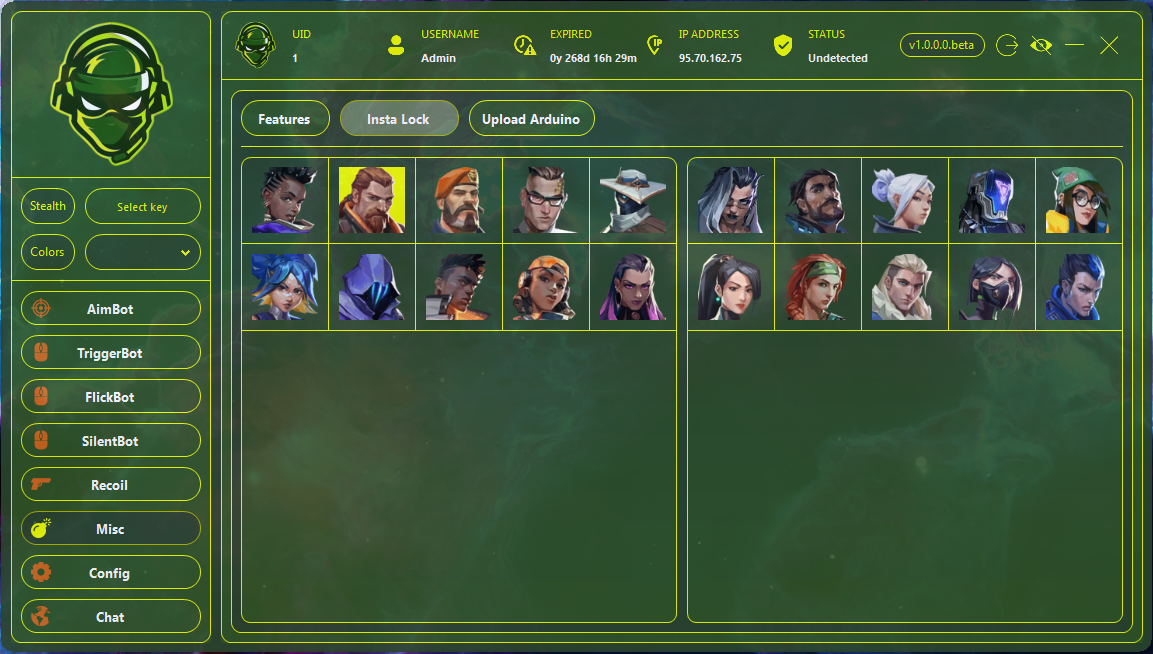 UID
1
USERNAME
Admin
EXPIRED
0y 268d 16h 29m
IP
IP ADDRESS
95.70.162.75
STATUS
Undetected
v1.0.0.0.beta
Features
Insta Lock
Upload Arduino
Stealth
Select key
Colors
AimBot
TriggerBot
FlickBot
SilentBot
Recoil
Misc
Config
Chat